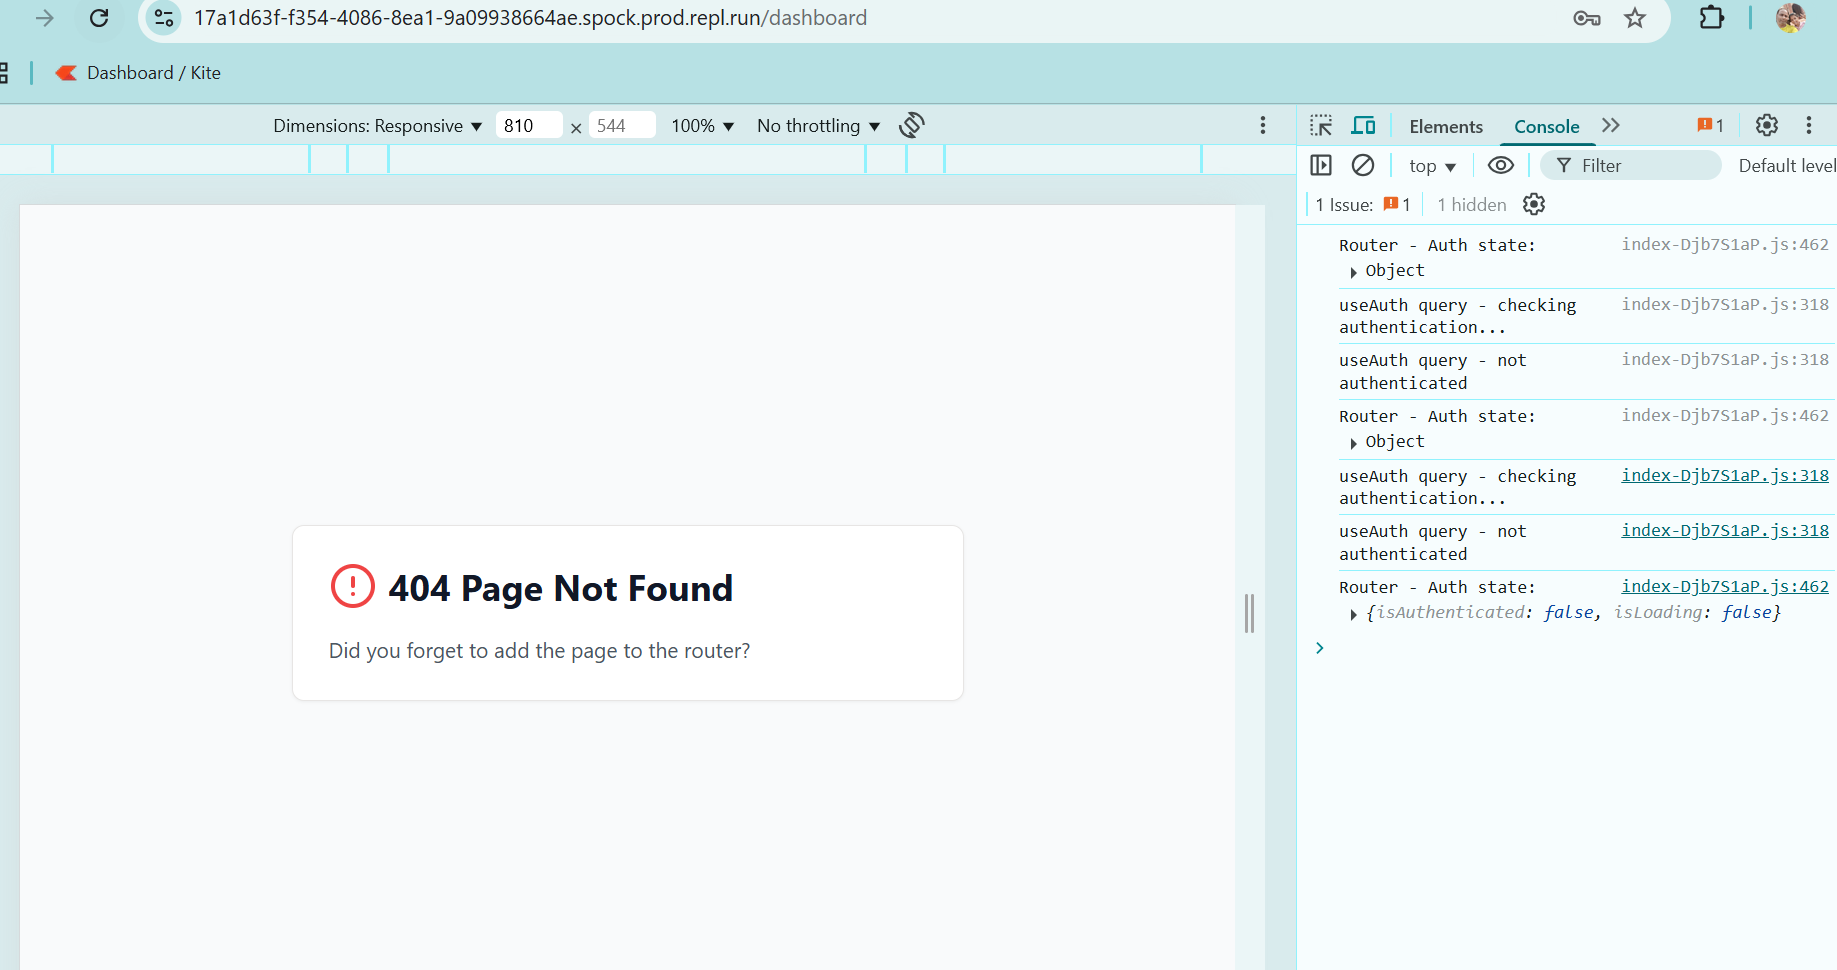 17a1d63f-f354-4086-8ea1-9a09938664ae.spock.prod.repl.run/dashboard
Dashboard / Kite
Dimensions: Responsive ▼ 810 × 544 100% ▼ No throttling ▼
Elements Console 1
top ▼ Filter Default level
1 Issue: 1 1 hidden
404 Page Not Found
Did you forget to add the page to the router?
Router - Auth state: index-Djb7S1aP.js:462
Object
useAuth query - checking index-Djb7S1aP.js:318
authentication...
useAuth query - not index-Djb7S1aP.js:318
authenticated
Router - Auth state: index-Djb7S1aP.js:462
Object
useAuth query - checking index-Djb7S1aP.js:318
authentication...
useAuth query - not index-Djb7S1aP.js:318
authenticated
Router - Auth state: index-Djb7S1aP.js:462
{isAuthenticated: false, isLoading: false}